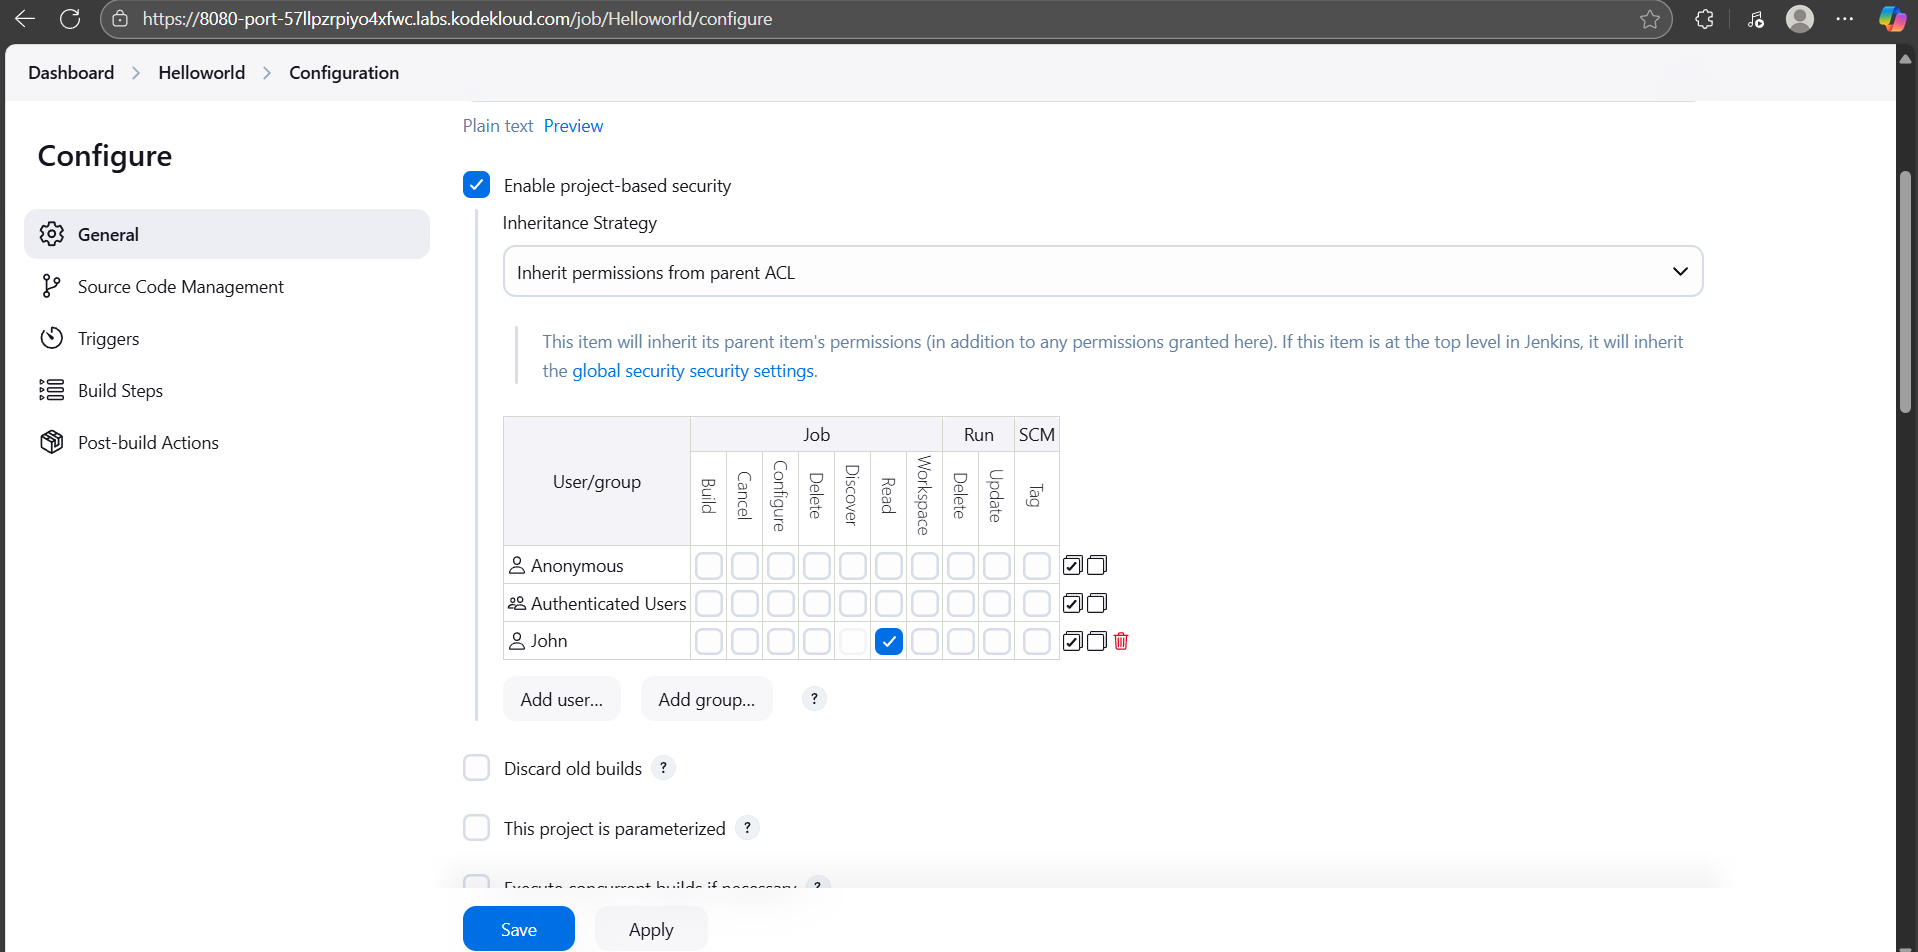 https://8080-port-57llpzrpiyo4xfwc.labs.kodekloud.com/job/Helloworld/configure
Dashboard > Helloworld > Configuration
Configure
General
Source Code Management
Triggers
Build Steps
Post-build Actions
Plain text Preview
Enable project-based security
Inheritance Strategy
Inherit permissions from parent ACL
This item will inherit its parent item's permissions (in addition to any permissions granted here). If this item is at the top level in Jenkins, it will inherit
the global security security settings.
User/group Job Run SCM
Build Cancel Configure Delete Discover Read Workspace Delete Update Tag
Anonymous
Authenticated Users
John
Add user... Add group... ?
Discard old builds ?
This project is parameterized ?
Execute concurrent builds if necessary ?
Save Apply